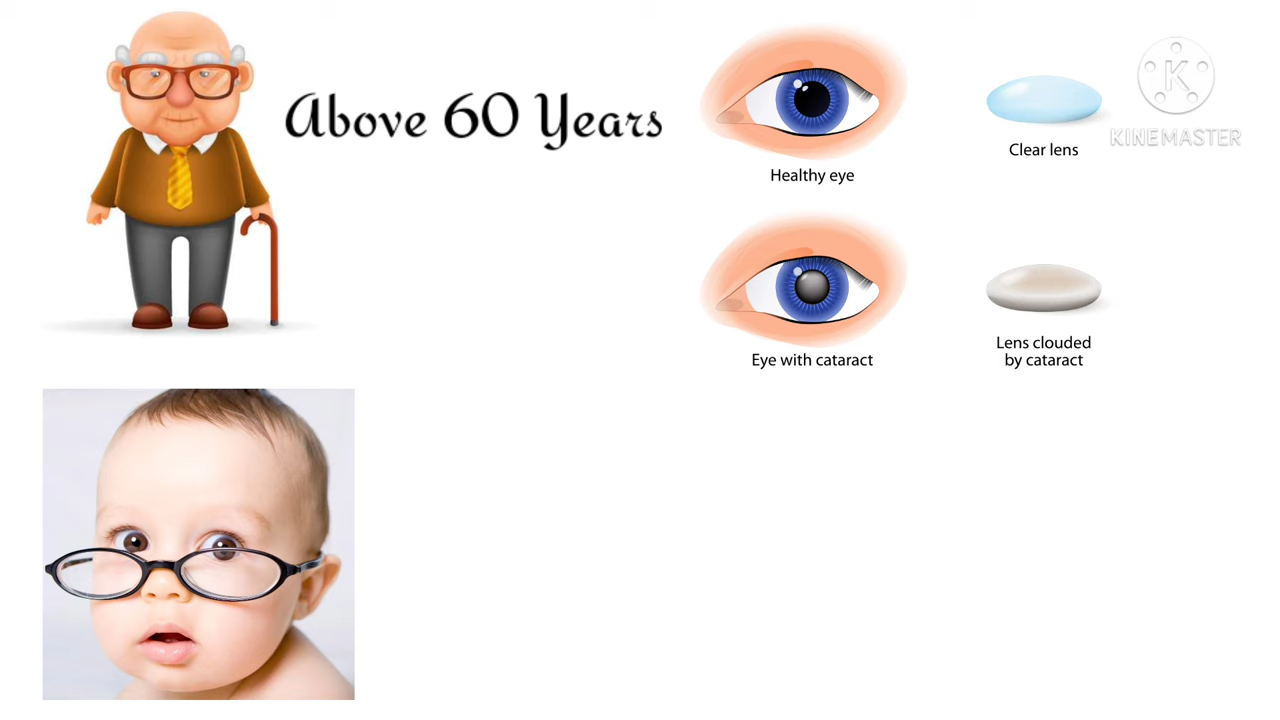 Above 60 Years
Healthy eye
Clear lens
K
KINEMASTER
Eye with cataract
Lens clouded
by cataract